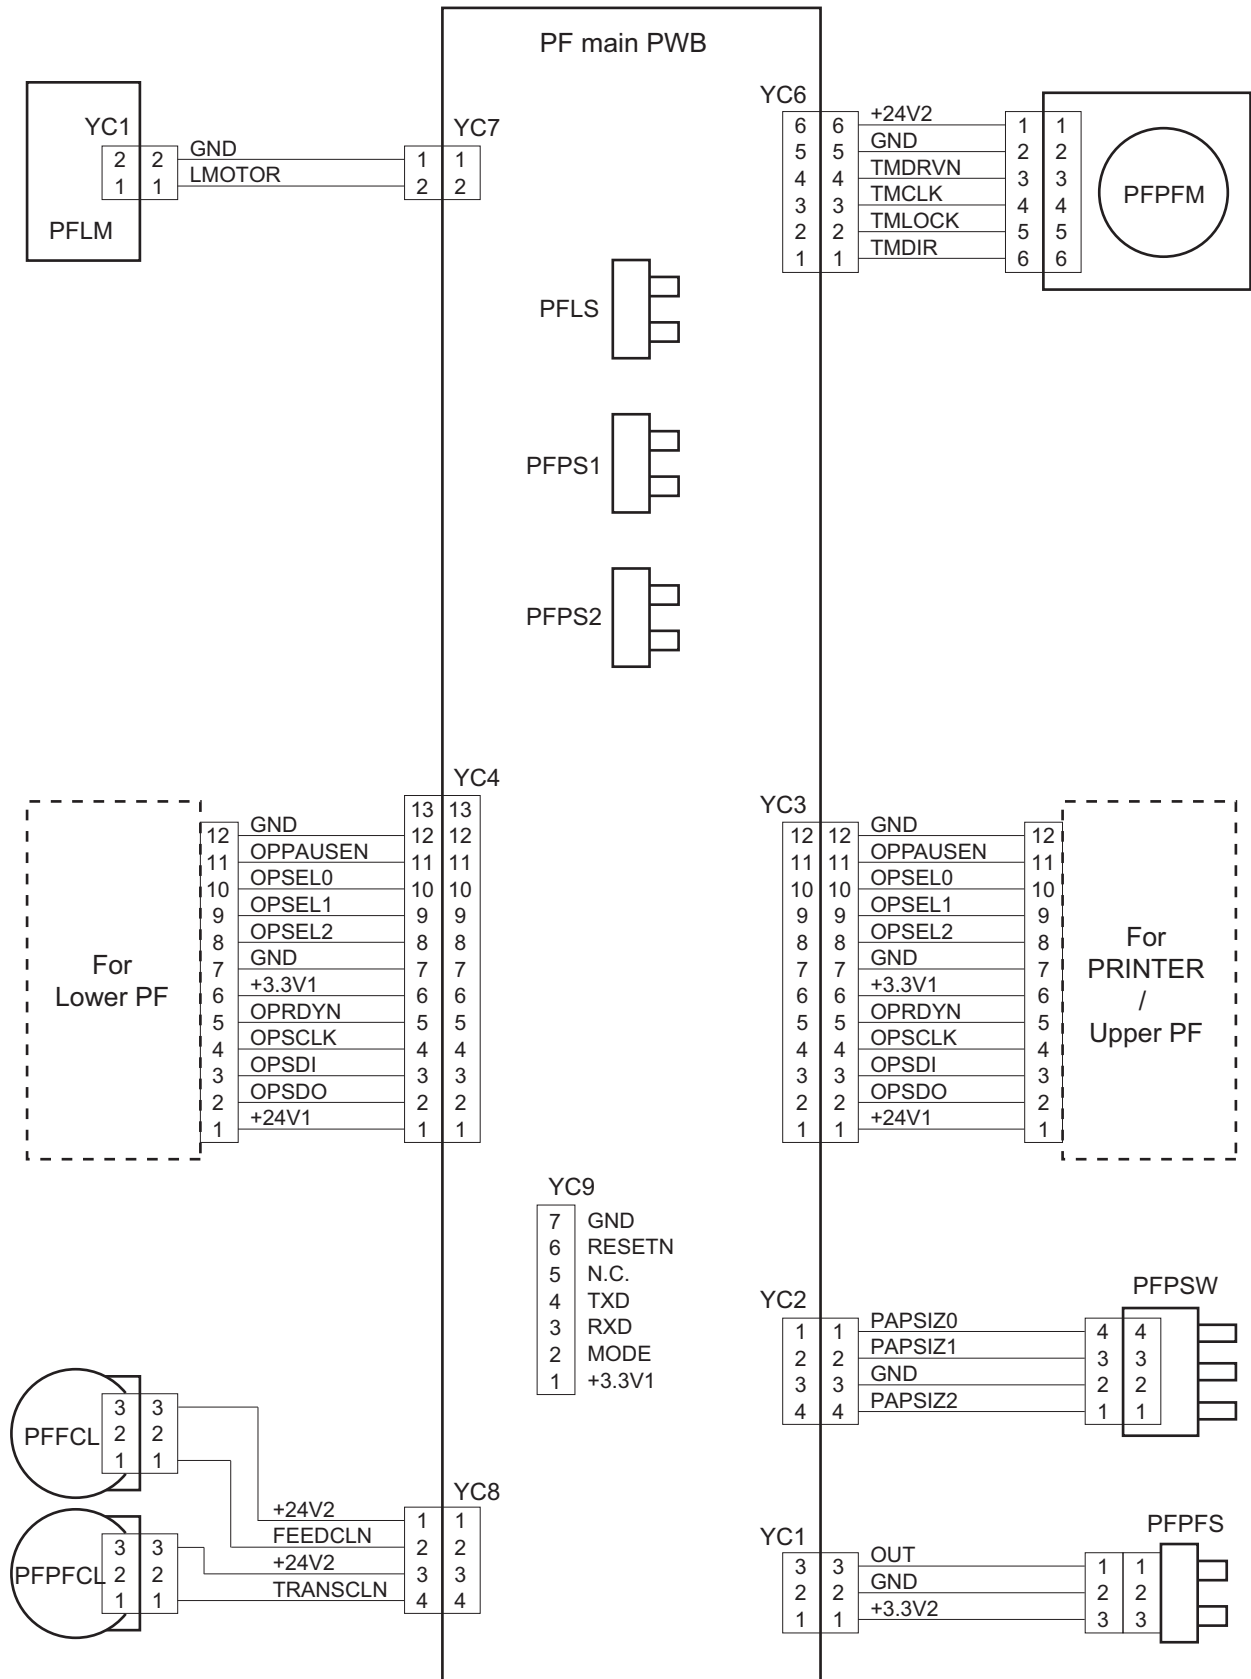 PF main PWB
YC1
2 2
1 1
PFLM
GND
LMOTOR
YC7
1 1
2 2
YC6
6 6 +24V2 1 1
5 5 GND 2 2
4 4 TMDRVN 3 3
3 3 TMCLK 4 4
2 2 TMLOCK 5 5
1 1 TMDIR 6 6
PFPFM
PFLS
PFPS1
PFPS2
For
Lower PF
YC4
13 13
12 GND 12 12
11 OPPAUSEN 11 11
10 OPSEL0 10 10
9 OPSEL1 9 9
8 OPSEL2 8 8
7 GND 7 7
6 +3.3V1 6 6
5 OPRDYN 5 5
4 OPSCLK 4 4
3 OPSDI 3 3
2 OPSDO 2 2
1 +24V1 1 1
YC3
12 12 GND 12
11 11 OPPAUSEN 11
10 10 OPSEL0 10
9 9 OPSEL1 9
8 8 OPSEL2 8
7 7 GND 7
6 6 +3.3V1 6
5 5 OPRDYN 5
4 4 OPSCLK 4
3 3 OPSDI 3
2 2 OPSDO 2
1 1 +24V1 1
For
PRINTER
/
Upper PF
YC9
7 GND
6 RESETN
5 N.C.
4 TXD
3 RXD
2 MODE
1 +3.3V1
YC2
1 1 PAPSIZ0 4 4
2 2 PAPSIZ1 3 3
3 3 GND 2 2
4 4 PAPSIZ2 1 1
PFPSW
PFFCL
3 3
2 2
1 1
PFPFCL
3 3
2 2
1 1
YC8
+24V2 1 1
FEEDCLN 2 2
+24V2 3 3
TRANSCLN 4 4
YC1
3 3 OUT 1 1
2 2 GND 2 2
1 1 +3.3V2 3 3
PFPFS